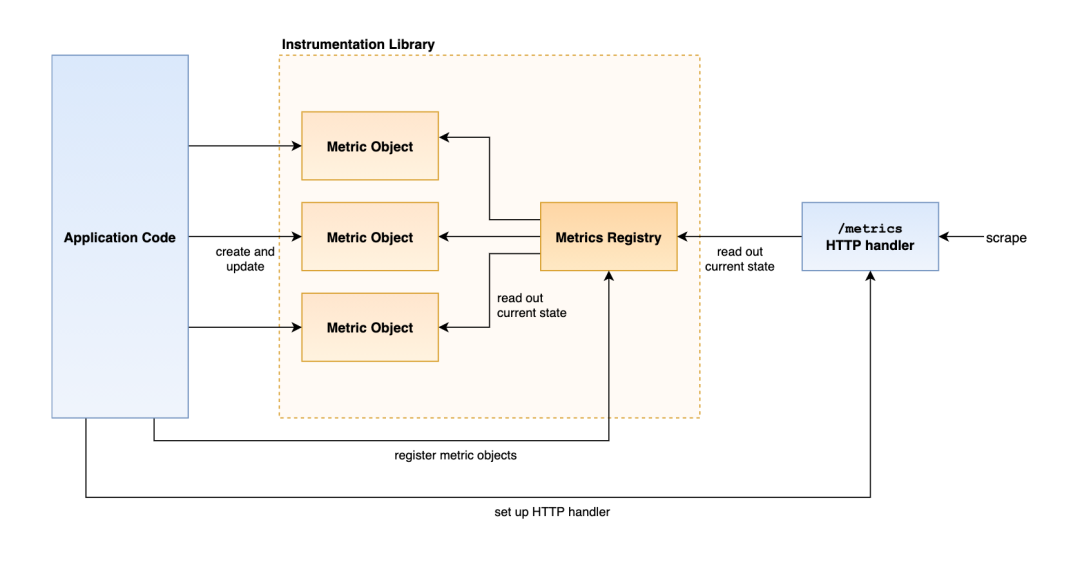 Instrumentation Library
Metric Object
Application Code
create and
update
Metric Object
Metric Object
Metrics Registry
read out
current state
read out
current state
/metrics
HTTP handler
scrape
register metric objects
set up HTTP handler